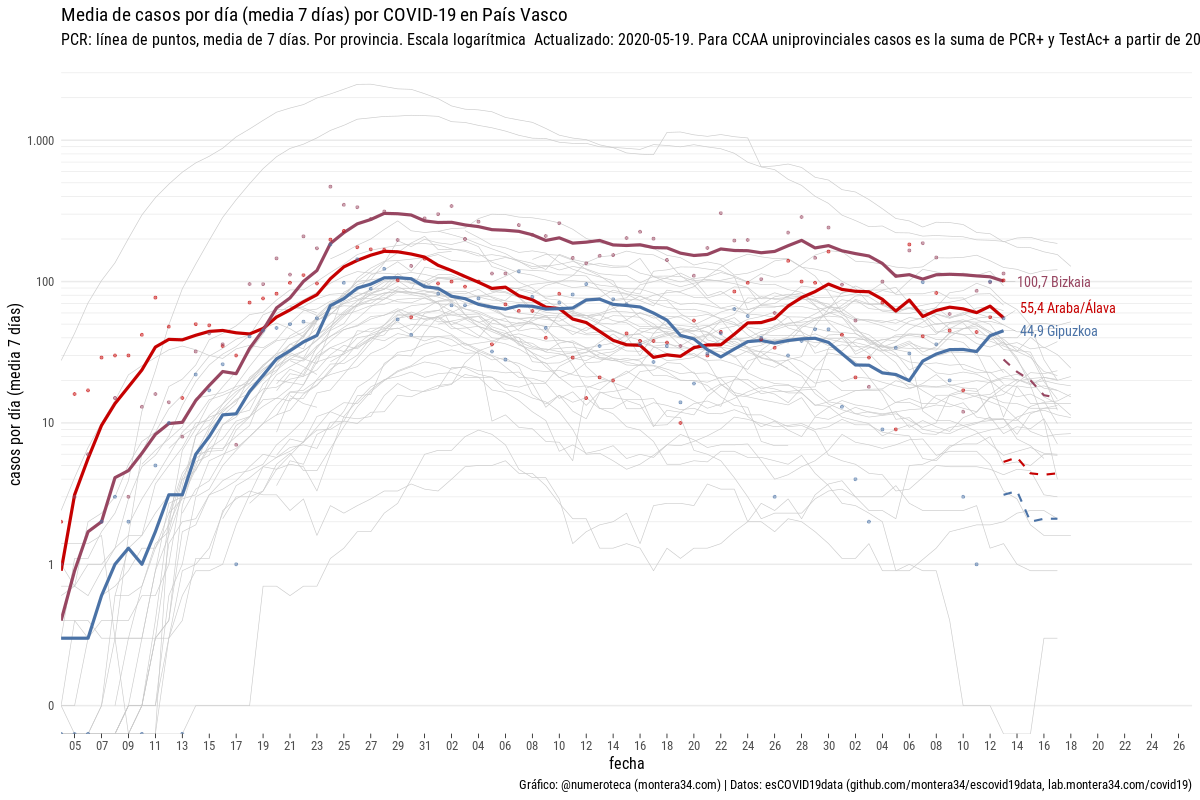 Media de casos por día (media 7 días) por COVID-19 en País Vasco
PCR: línea de puntos, media de 7 días. Por provincia. Escala logarítmica  Actualizado: 2020-05-19. Para CCAA uniprovinciales casos es la suma de PCR+ y TestAc+ a partir de 20
casos por día (media 7 días)
1.000
100
10
1
0
100,7 Bizkaia
55,4 Araba/Álava
44,9 Gipuzkoa
05 07 09 11 13 15 17 19 21 23 25 27 29 31 02 04 06 08 10 12 14 16 18 20 22 24 26 28 30 02 04 06 08 10 12 14 16 18 20 22 24 26
fecha
Gráfico: @numeroteca (montera34.com) | Datos: esCOVID19data (github.com/montera34/escovid19data, lab.montera34.com/covid19)